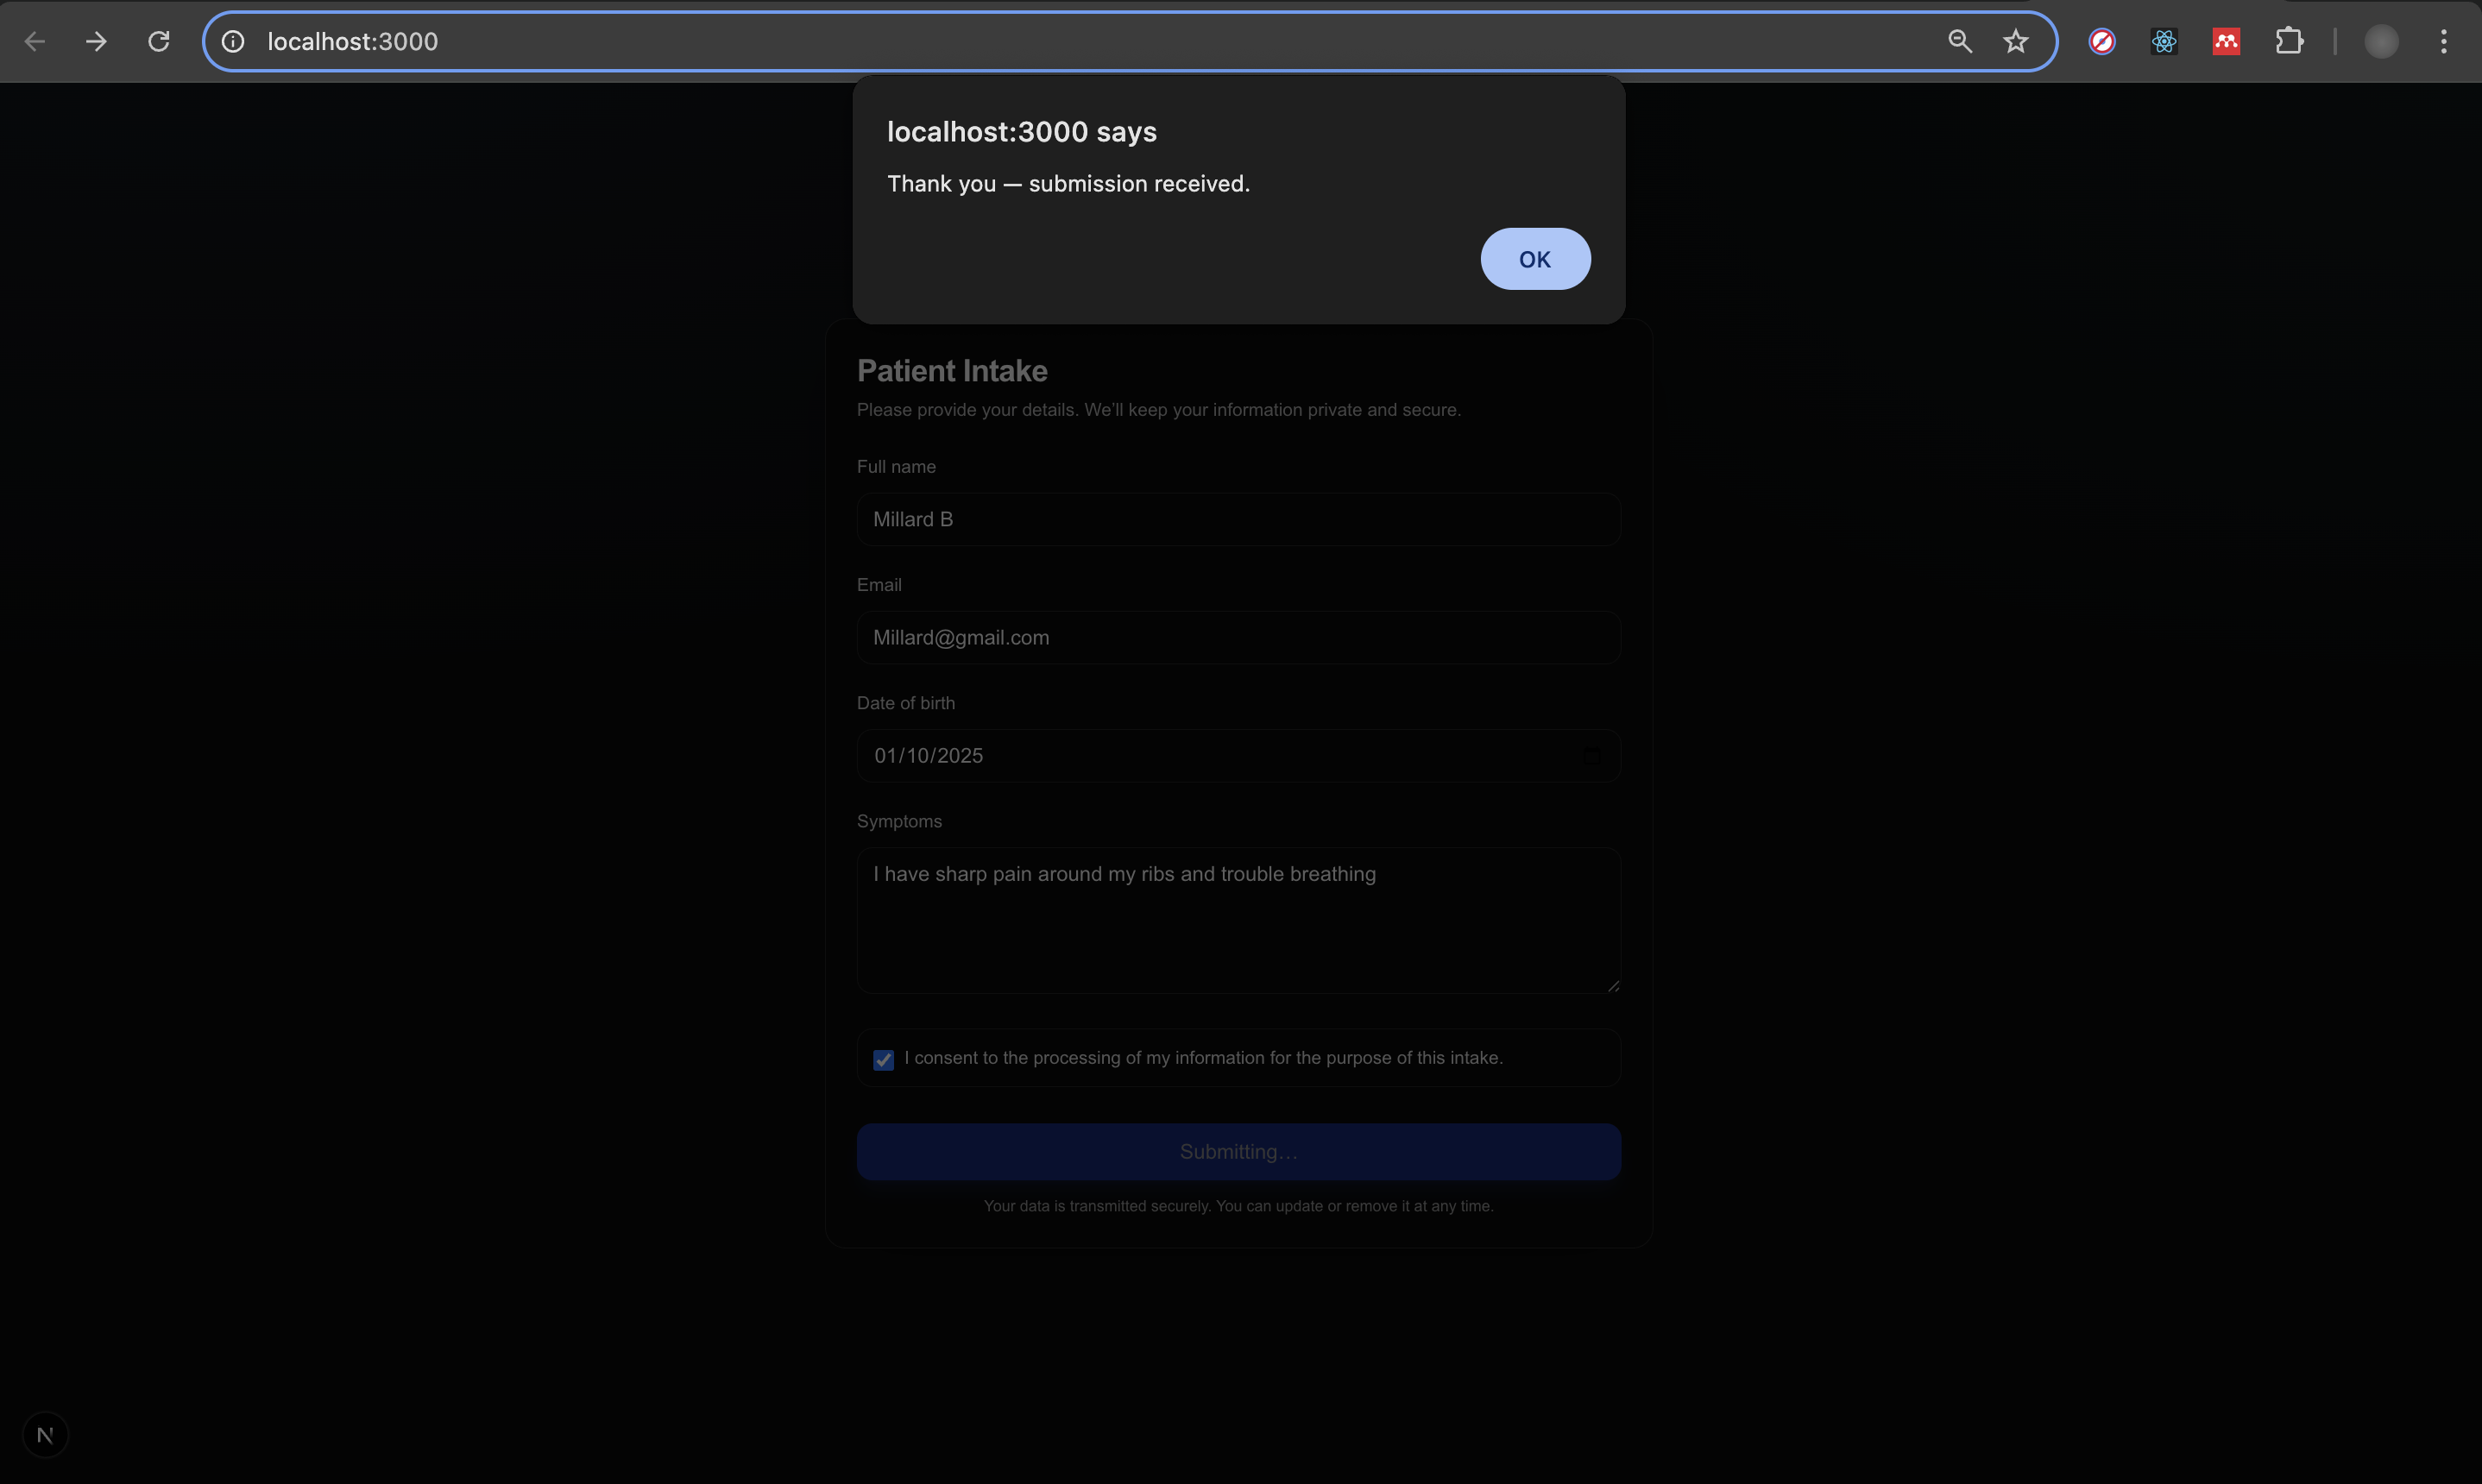 localhost:3000
localhost:3000 says
Thank you — submission received.
OK
Patient Intake
Please provide your details. We’ll keep your information private and secure.
Full name
Millard B
Email
Millard@gmail.com
Date of birth
01/10/2025
Symptoms
I have sharp pain around my ribs and trouble breathing
I consent to the processing of my information for the purpose of this intake.
Submitting…
Your data is transmitted securely. You can update or remove it at any time.
N